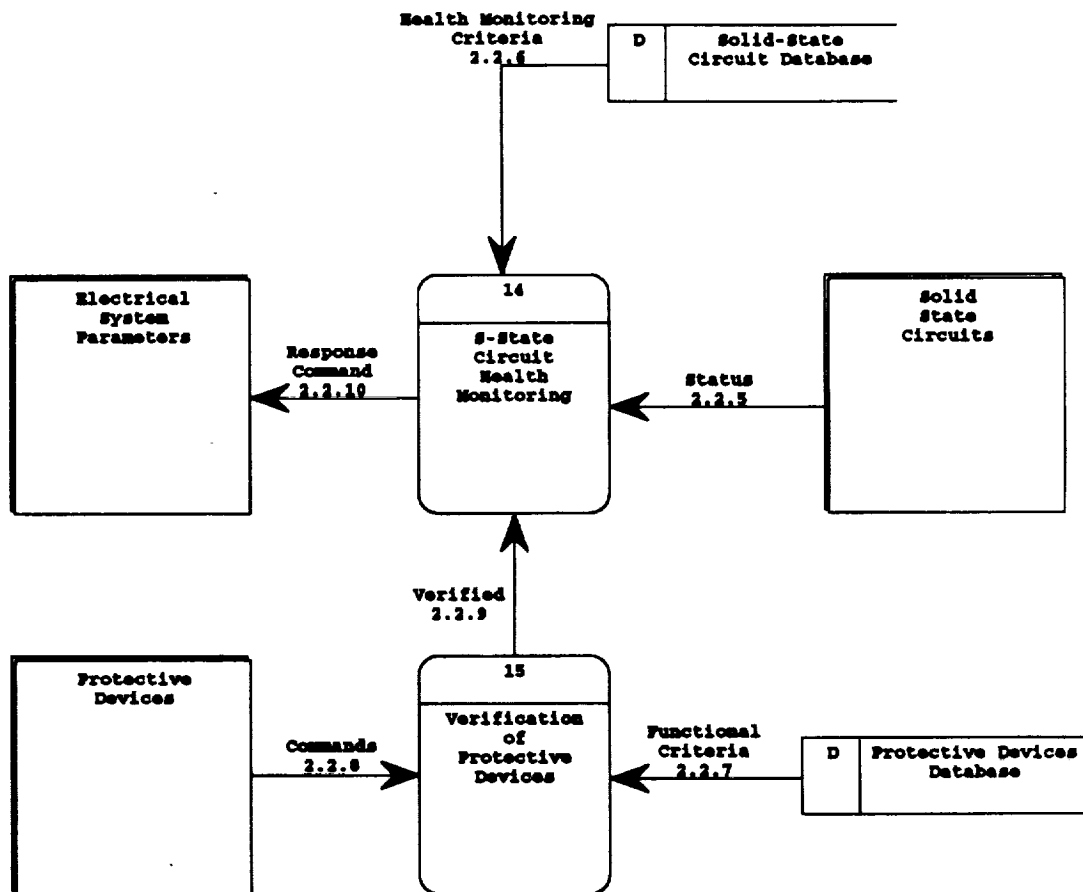 Health Monitoring
Criteria
2.2.6
D
Solid-State
Circuit Database
Electrical
System
Parameters
Response
Command
2.2.10
14
S-State
Circuit
Health
Monitoring
Status
2.2.5
Solid
State
Circuits
Verified
2.2.9
Protective
Devices
Commands
2.2.8
15
Verification
of
Protective
Devices
Functional
Criteria
2.2.7
D
Protective Devices
Database